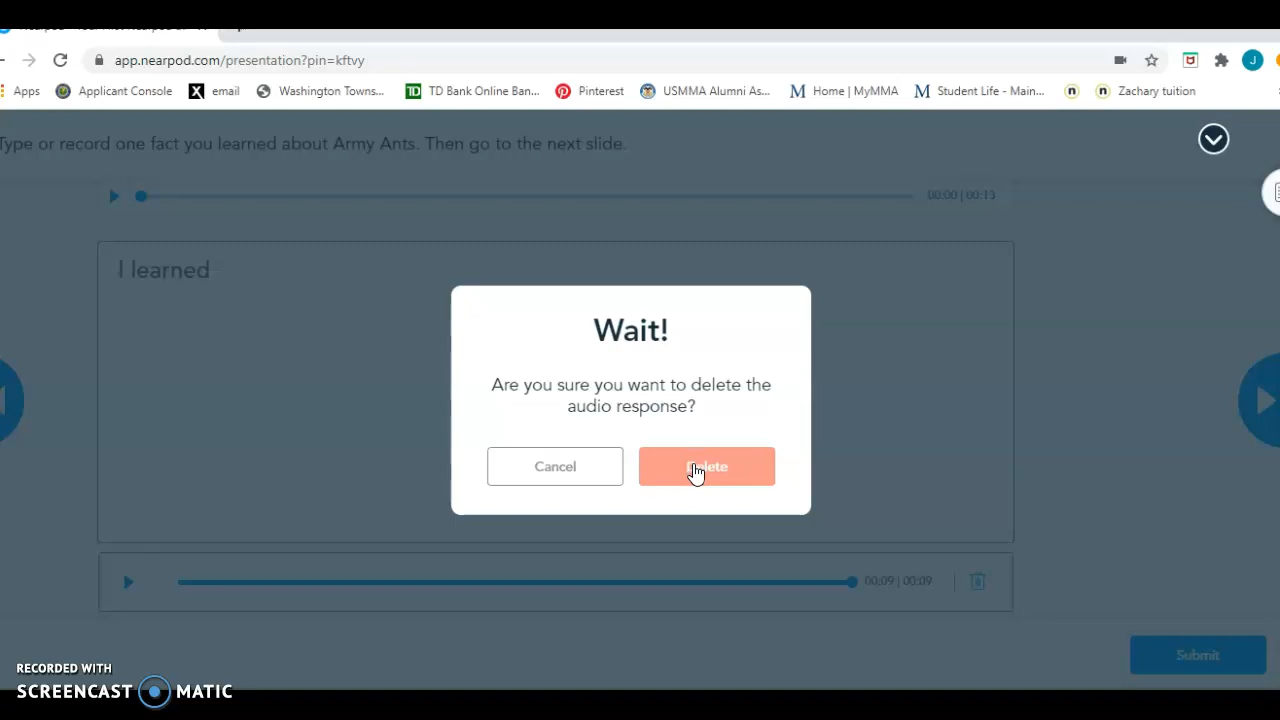 app.nearpod.com/presentation?pin=kftvy
Apps Applicant Console email Washington Towns... TD Bank Online Ban... Pinterest USMMA Alumni As... Home | MyMMA Student Life - Main... Zachary tuition
J
Type or record one fact you learned about Army Ants. Then go to the next slide.
00:00 | 00:13
I learned
Wait!
Are you sure you want to delete the
audio response?
Cancel Delete
00:09 | 00:09
Submit
RECORDED WITH
SCREENCAST MATIC